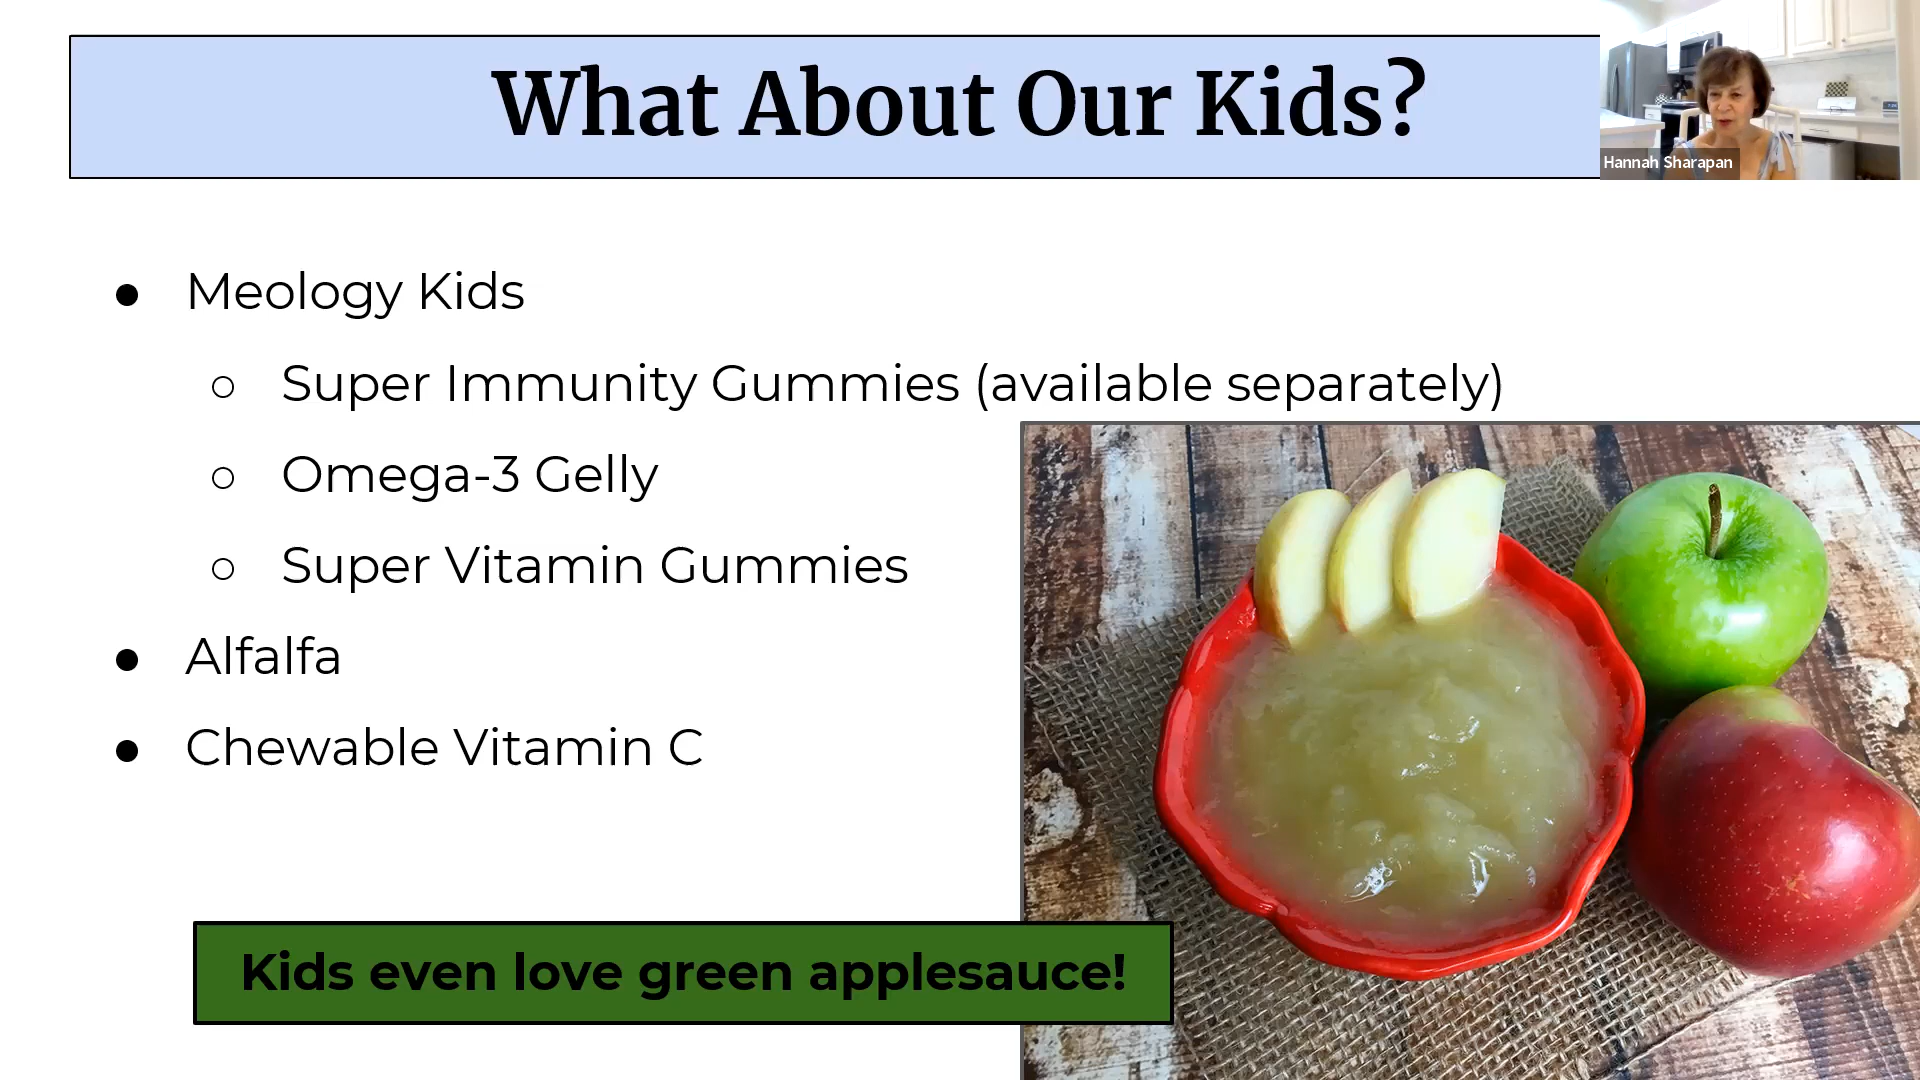 What About Our Kids?
Hannah Sharapan
● Meology Kids
○ Super Immunity Gummies (available separately)
○ Omega-3 Gelly
○ Super Vitamin Gummies
● Alfalfa
● Chewable Vitamin C
Kids even love green applesauce!